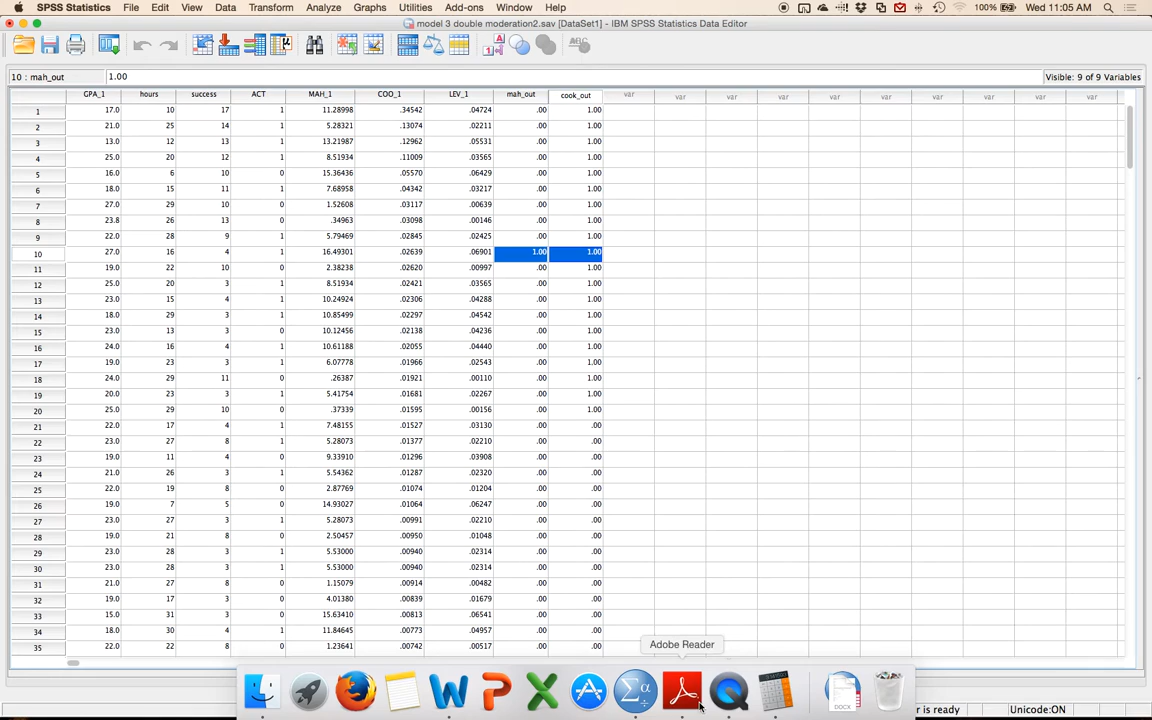 SPSS Statistics File Edit View Data Transform Analyze Graphs Utilities Add-ons Window Help 100% Wed Nov 19 11:05 AM
model 3 double moderation2.sav [DataSet1] - IBM SPSS Statistics Data Editor
10 : mah_out 1.00 Visible: 9 of 9 Variables
GPA_1 hours success ACT MAH_1 COO_1 LEV_1 mah_out cook_out var var var var var var var var var var
1 17.0 10 17 1 11.28998 .34542 .04724 .00 1.00
2 21.0 25 14 1 5.28321 .13074 .02211 .00 1.00
3 13.0 12 13 1 13.21987 .12962 .05531 .00 1.00
4 25.0 20 12 1 8.51934 .11009 .03565 .00 1.00
5 16.0 6 10 0 15.36436 .05570 .06429 .00 1.00
6 18.0 15 11 1 7.68958 .04342 .03217 .00 1.00
7 27.0 29 10 0 1.52608 .03117 .00639 .00 1.00
8 23.8 26 13 0 .34963 .03098 .00146 .00 1.00
9 22.0 28 9 1 5.79469 .02845 .02425 .00 1.00
10 27.0 16 4 1 16.49301 .02639 .06901 1.00 1.00
11 19.0 22 10 0 2.38238 .02620 .00997 .00 1.00
12 25.0 20 3 1 8.51934 .02421 .03565 .00 1.00
13 23.0 15 4 1 10.24924 .02306 .04288 .00 1.00
14 18.0 29 3 1 10.85499 .02297 .04542 .00 1.00
15 23.0 13 3 0 10.12456 .02138 .04236 .00 1.00
16 24.0 16 4 1 10.61188 .02055 .04440 .00 1.00
17 19.0 23 3 1 6.07778 .01966 .02543 .00 1.00
18 24.0 29 11 0 .26387 .01921 .00110 .00 1.00
19 20.0 23 3 1 5.41754 .01681 .02267 .00 1.00
20 25.0 29 10 0 .37339 .01595 .00156 .00 1.00
21 22.0 17 4 1 7.48155 .01527 .03130 .00 .00
22 23.0 27 8 1 5.28073 .01377 .02210 .00 .00
23 19.0 11 4 0 9.33910 .01296 .03908 .00 .00
24 21.0 26 3 1 5.54362 .01287 .02320 .00 .00
25 22.0 19 8 0 2.87769 .01074 .01204 .00 .00
26 19.0 7 5 0 14.93027 .01064 .06247 .00 .00
27 23.0 27 3 1 5.28073 .00991 .02210 .00 .00
28 19.0 21 8 0 2.50457 .00950 .01048 .00 .00
29 23.0 28 3 1 5.53000 .00940 .02314 .00 .00
30 23.0 28 3 1 5.53000 .00940 .02314 .00 .00
31 21.0 27 8 0 1.15079 .00914 .00482 .00 .00
32 19.0 17 3 0 4.01380 .00839 .01679 .00 .00
33 15.0 31 3 0 15.63410 .00813 .06541 .00 .00
34 18.0 30 4 1 11.84645 .00773 .04957 .00 .00
35 22.0 22 8 0 1.23641 .00742 .00517 .00 .00
Adobe Reader
DOCX
er is ready Unicode:ON